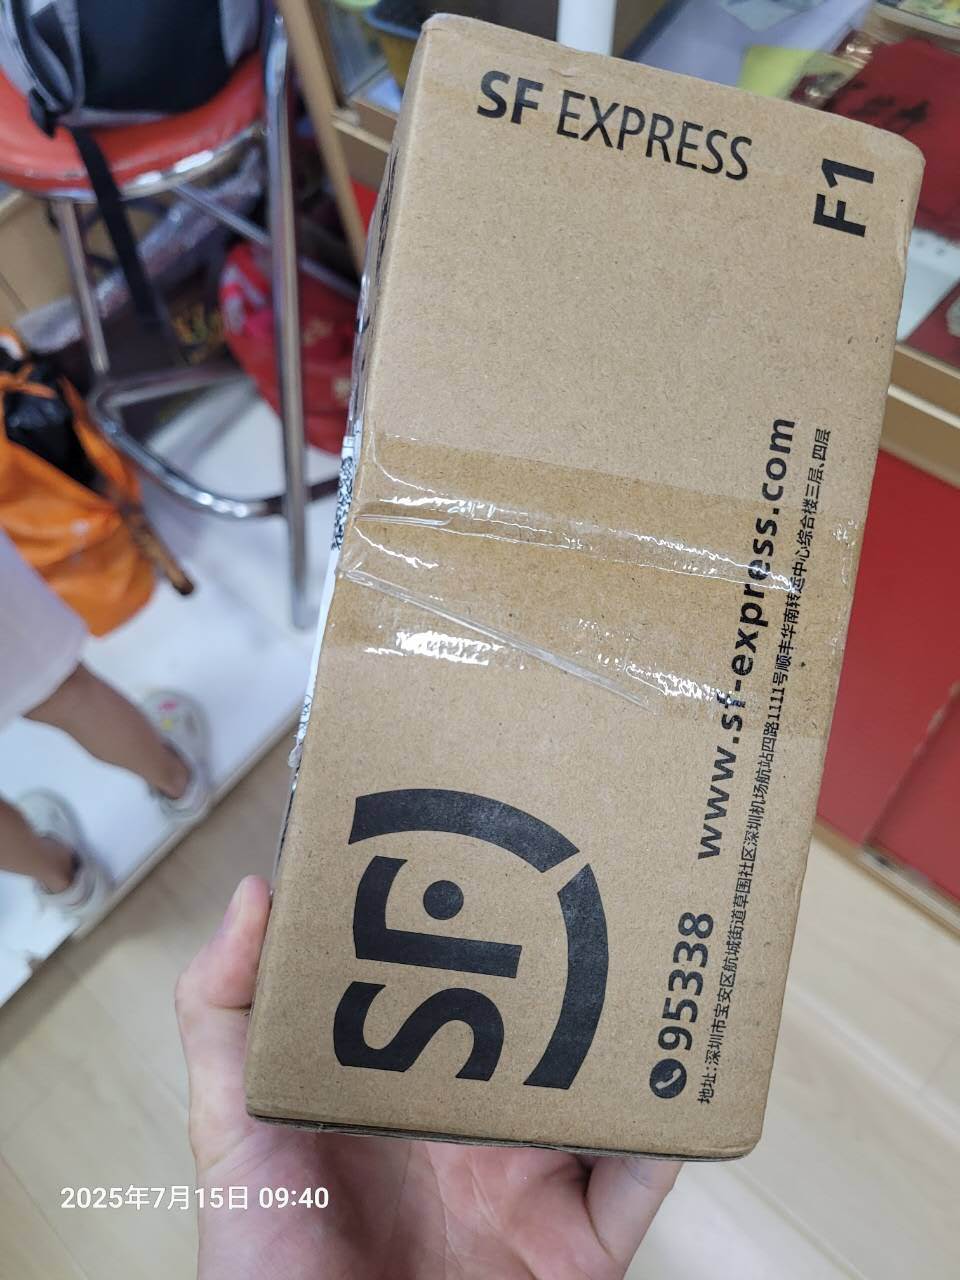 SF EXPRESS
F1
www.sf-express.com
95338
地址:深圳市宝安区航城街道草围社区深圳机场航站四路1111号顺丰华南转运中心综合楼三层、四层
SF
2025年7月15日 09:40